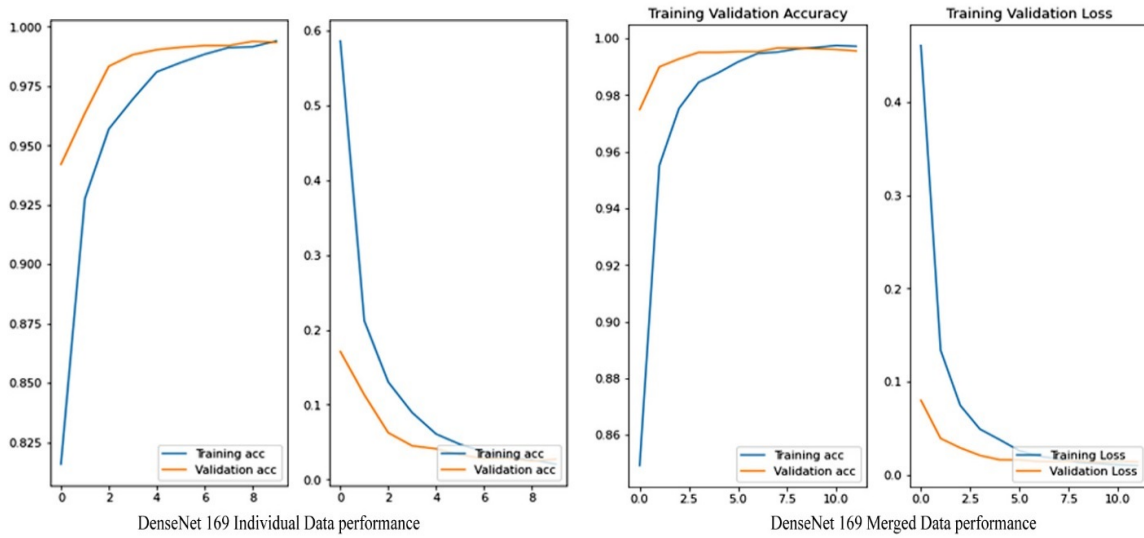 Training Validation Accuracy
Training Validation Loss
1.000
0.975
0.950
0.925
0.900
0.875
0.850
0.825
0 2 4 6 8
Training acc
Validation acc
0.6
0.5
0.4
0.3
0.2
0.1
0.0
0 2 4 6 8
Training acc
Validation acc
1.00
0.98
0.96
0.94
0.92
0.90
0.88
0.86
0.0 2.5 5.0 7.5 10.0
Training acc
Validation acc
0.4
0.3
0.2
0.1
0.0
0.0 2.5 5.0 7.5 10.0
Training Loss
Validation Loss
DenseNet 169 Individual Data performance
DenseNet 169 Merged Data performance